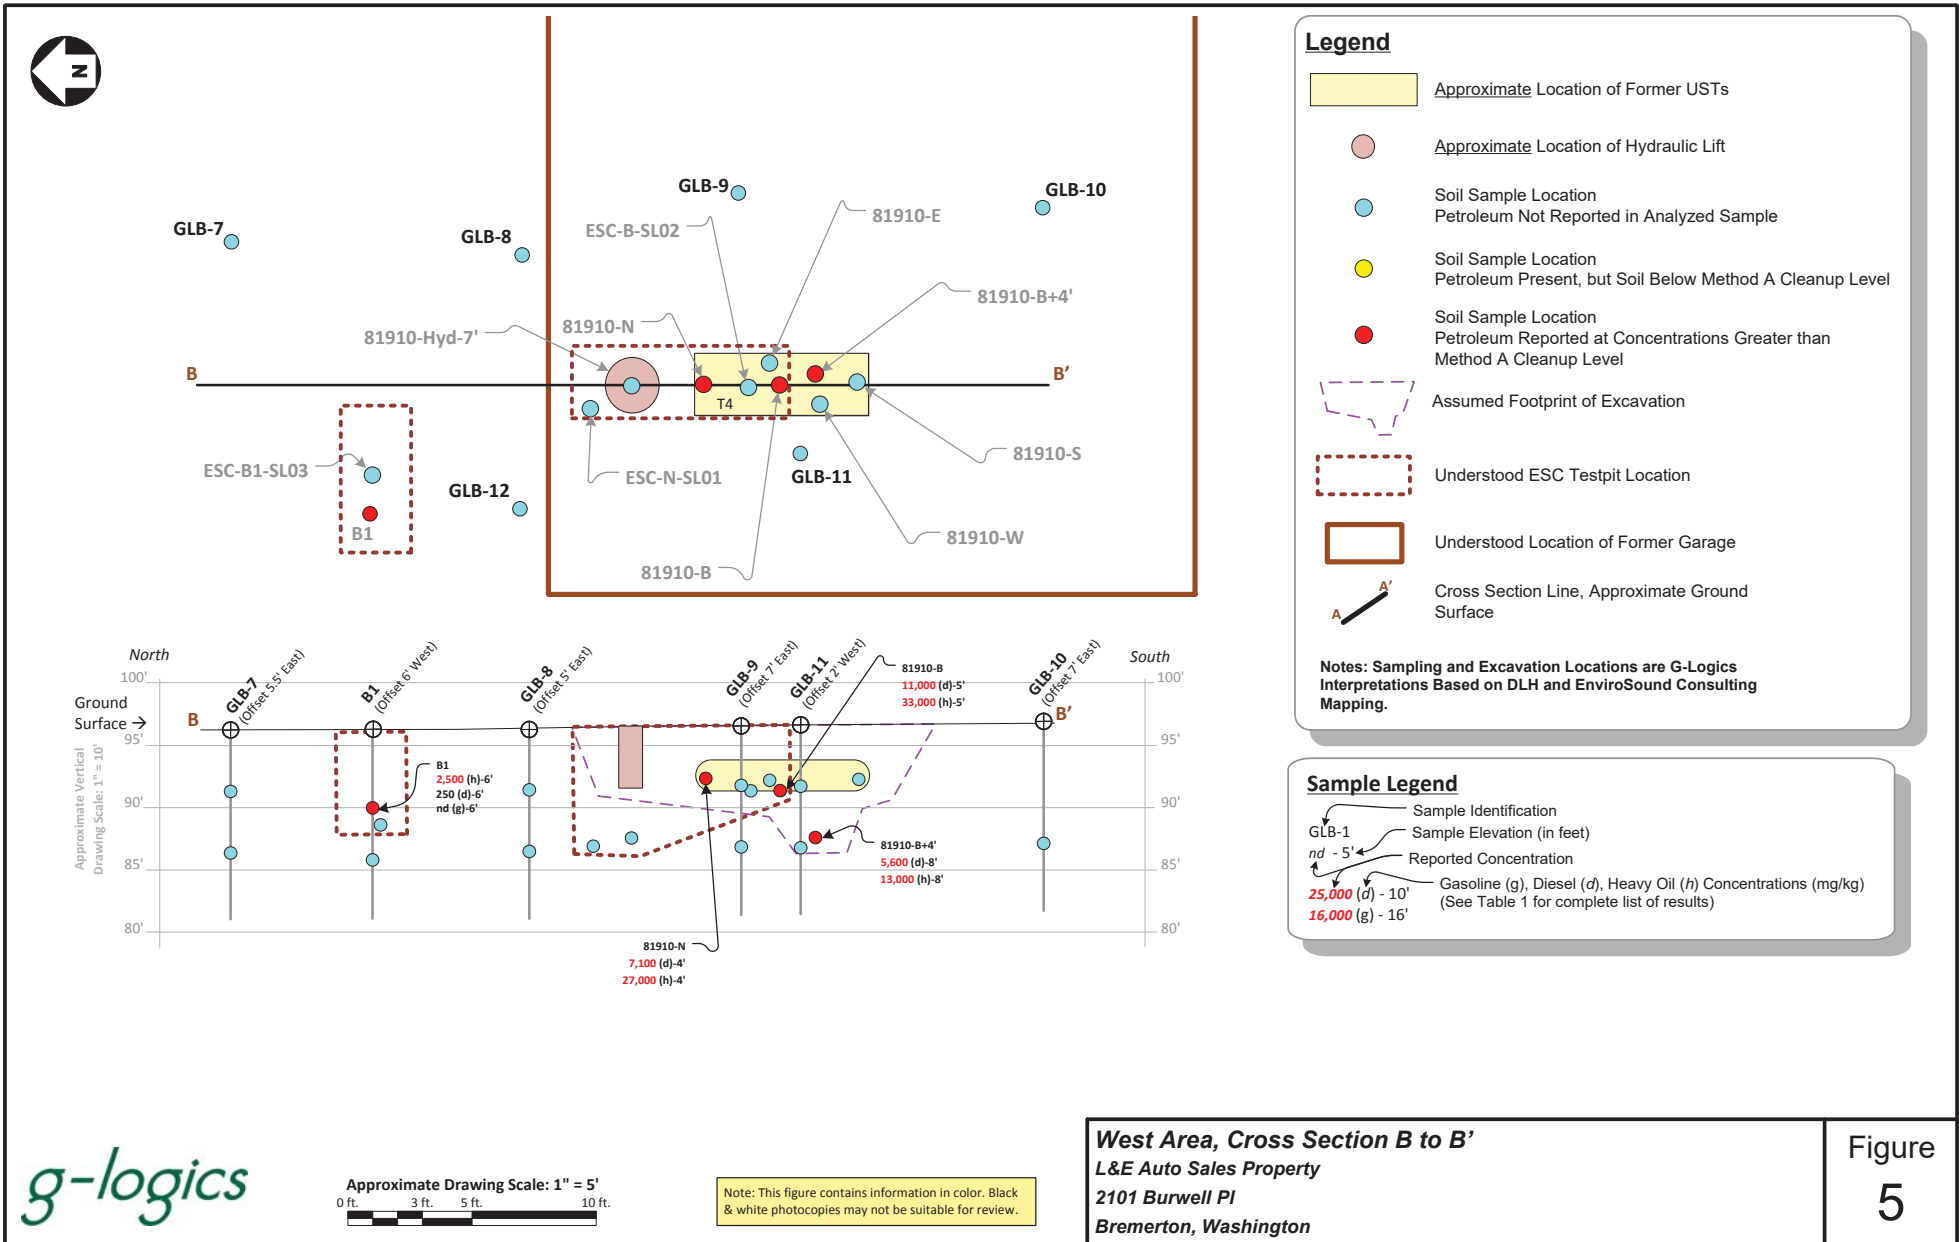 N
GLB-7
GLB-8
GLB-9
GLB-10
ESC-B-SL02
81910-E
81910-B+4'
81910-N
81910-Hyd-7'
B
B'
T4
ESC-B1-SL03
B1
GLB-12
ESC-N-SL01
GLB-11
81910-S
81910-W
81910-B
North
South
GLB-7
(Offset 5.5' East)
B1
(Offset 6' West)
GLB-8
(Offset 5' East)
GLB-9
(Offset 7' East)
GLB-11
(Offset 2' West)
GLB-10
(Offset 7' East)
81910-B
11,000 (d)-5'
33,000 (h)-5'
100'
100'
Ground
Surface
B
B'
95'
95'
90'
90'
85'
85'
80'
80'
Approximate Vertical
Drawing Scale: 1" = 10'
B1
2,500 (h)-6'
250 (d)-6'
nd (g)-6'
81910-B+4'
5,600 (d)-8'
13,000 (h)-8'
81910-N
7,100 (d)-4'
27,000 (h)-4'
Legend
Approximate Location of Former USTs
Approximate Location of Hydraulic Lift
Soil Sample Location
Petroleum Not Reported in Analyzed Sample
Soil Sample Location
Petroleum Present, but Soil Below Method A Cleanup Level
Soil Sample Location
Petroleum Reported at Concentrations Greater than
Method A Cleanup Level
Assumed Footprint of Excavation
Understood ESC Testpit Location
Understood Location of Former Garage
A
A'
Cross Section Line, Approximate Ground
Surface
Notes: Sampling and Excavation Locations are G-Logics
Interpretations Based on DLH and EnviroSound Consulting
Mapping.
Sample Legend
Sample Identification
GLB-1
Sample Elevation (in feet)
nd - 5'
Reported Concentration
25,000 (d) - 10'
16,000 (g) - 16'
Gasoline (g), Diesel (d), Heavy Oil (h) Concentrations (mg/kg)
(See Table 1 for complete list of results)
g-logics
Approximate Drawing Scale: 1" = 5'
0 ft. 3 ft. 5 ft. 10 ft.
Note: This figure contains information in color. Black
& white photocopies may not be suitable for review.
West Area, Cross Section B to B’
L&E Auto Sales Property
2101 Burwell Pl
Bremerton, Washington
Figure
5